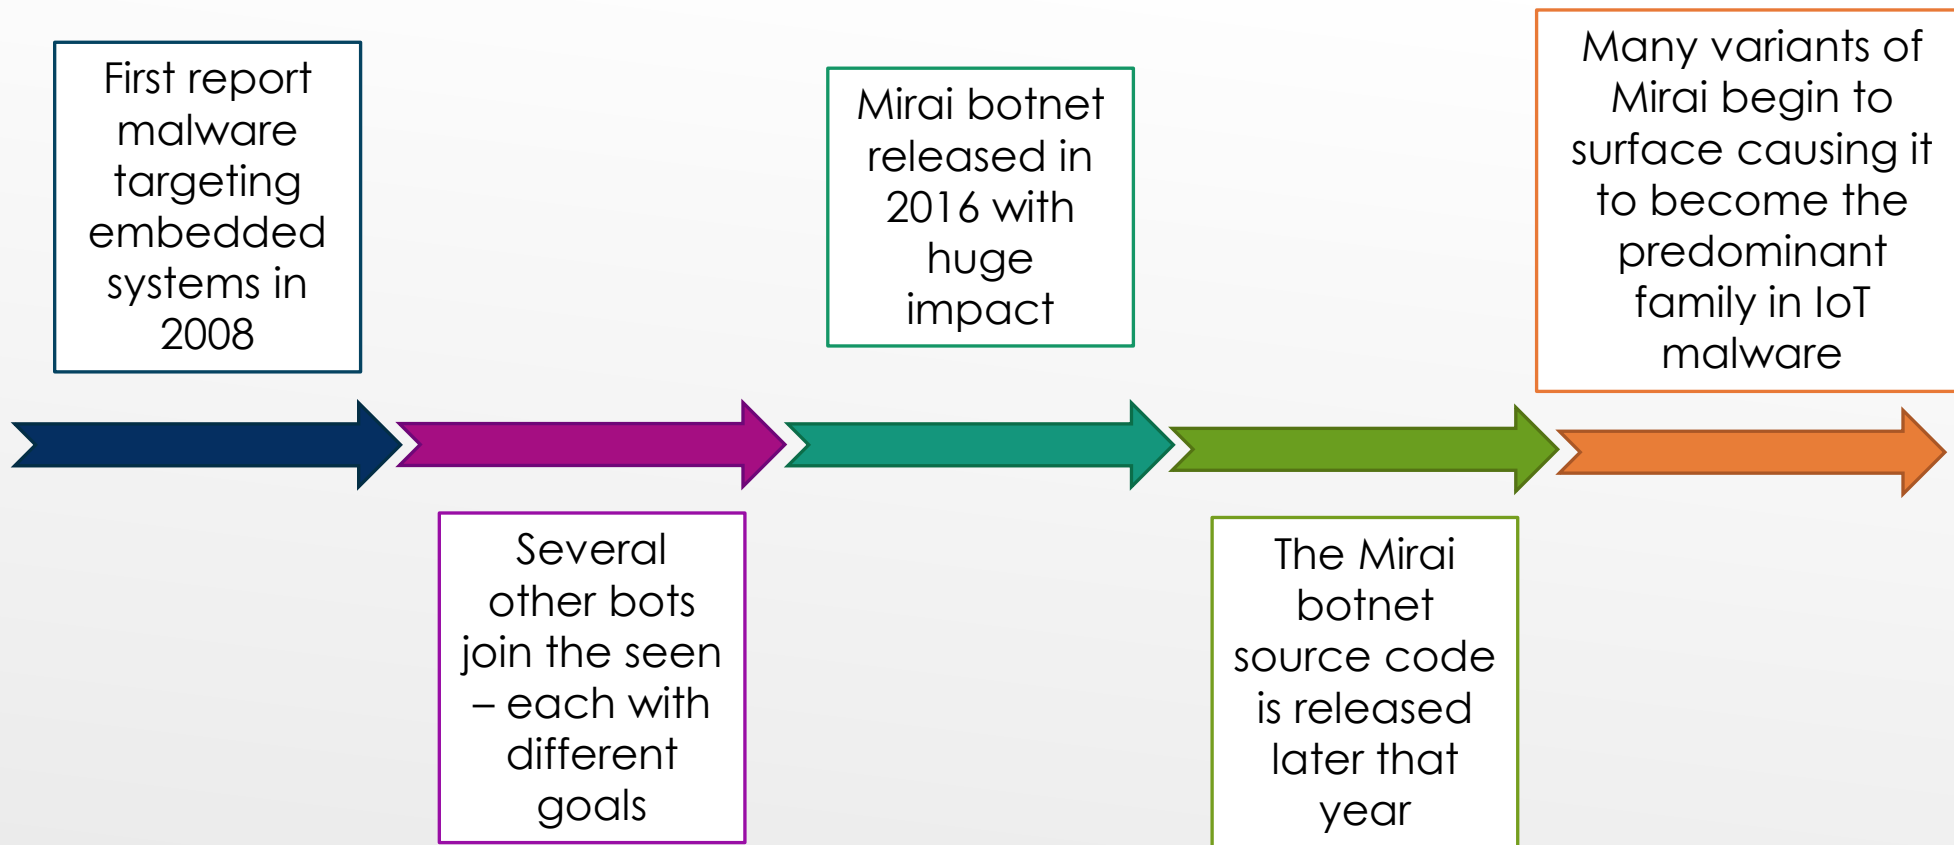 First report
malware
targeting
embedded
systems in
2008
Several
other bots
join the seen
– each with
different
goals
Mirai botnet
released in
2016 with
huge
impact
The Mirai
botnet
source code
is released
later that
year
Many variants of
Mirai begin to
surface causing it
to become the
predominant
family in IoT
malware